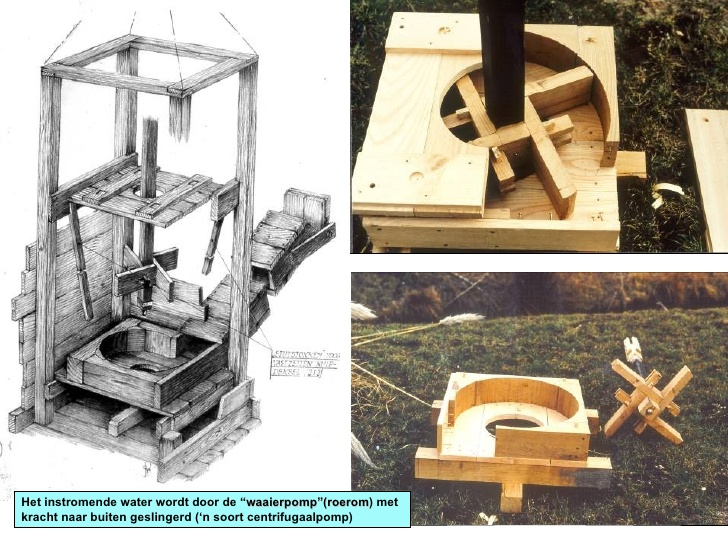 Het instromende water wordt door de “waaierpomp”(roerom) met
kracht naar buiten geslingerd (‘n soort centrifugaalpomp)